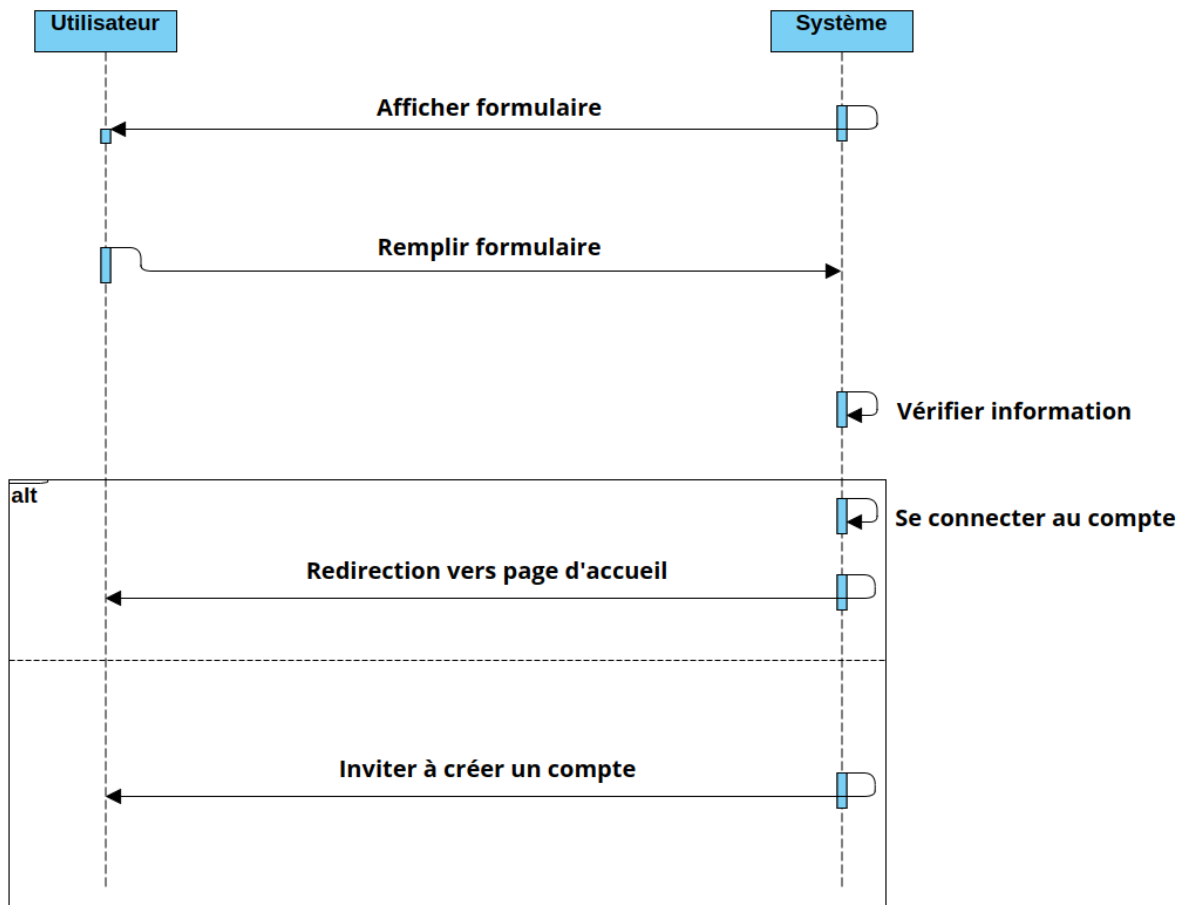 Utilisateur
Système
Afficher formulaire
Remplir formulaire
Vérifier information
alt
Se connecter au compte
Redirection vers page d'accueil
Inviter à créer un compte